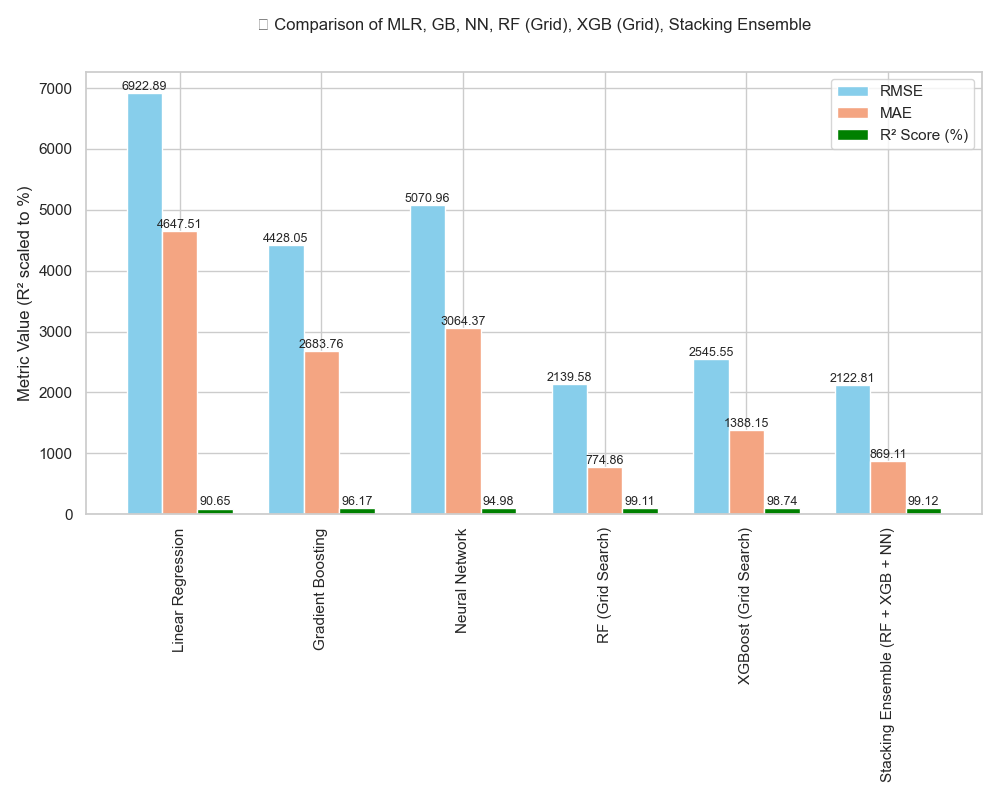 ▯ Comparison of MLR, GB, NN, RF (Grid), XGB (Grid), Stacking Ensemble
RMSE
MAE
R² Score (%)
Metric Value (R² scaled to %)
7000
6000
5000
4000
3000
2000
1000
0
6922.89
4647.51
90.65
4428.05
2683.76
96.17
5070.96
3064.37
94.98
2139.58
774.86
99.11
2545.55
1388.15
98.74
2122.81
869.11
99.12
Linear Regression
Gradient Boosting
Neural Network
RF (Grid Search)
XGBoost (Grid Search)
Stacking Ensemble (RF + XGB + NN)